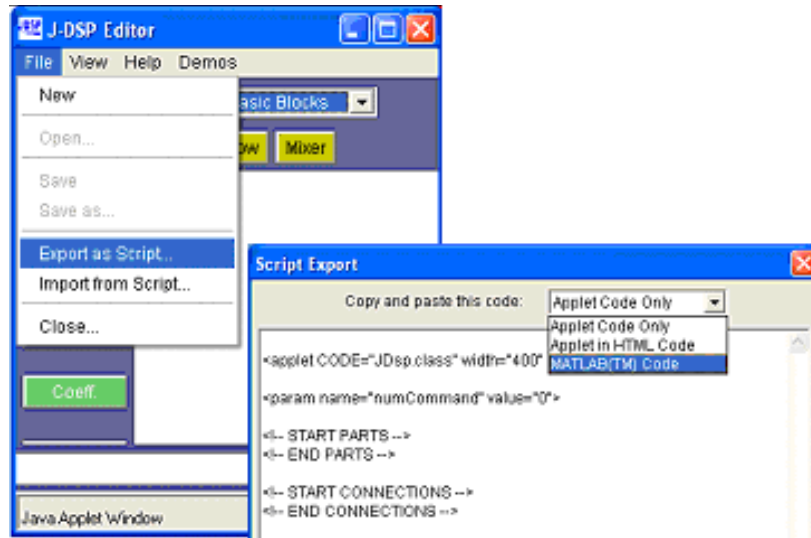 J-DSP Editor
File View Help Demos
New
Open...
Save
Save as...
Export as Script...
Import from Script...
Close...
asic Blocks
ow Mixer
Coeff.
Java Applet Window
Script Export
Copy and paste this code: Applet Code Only
Applet Code Only
Applet in HTML Code
MATLAB(TM) Code
<applet CODE="JDsp.class" width="400"
<param name="numCommand" value="0">
<!-- START PARTS -->
<!-- END PARTS -->
<!-- START CONNECTIONS -->
<!-- END CONNECTIONS -->